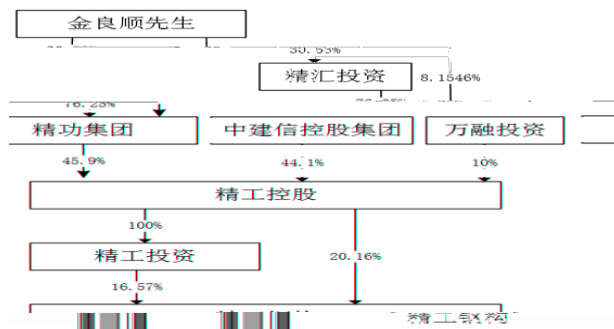 金良顺先生
30.53%
精汇投资
8.1546%
76.23%
精功集团
中建信控股集团
万融投资
45.9%
44.1%
10%
精工控股
100%
精工投资
20.16%
16.57%